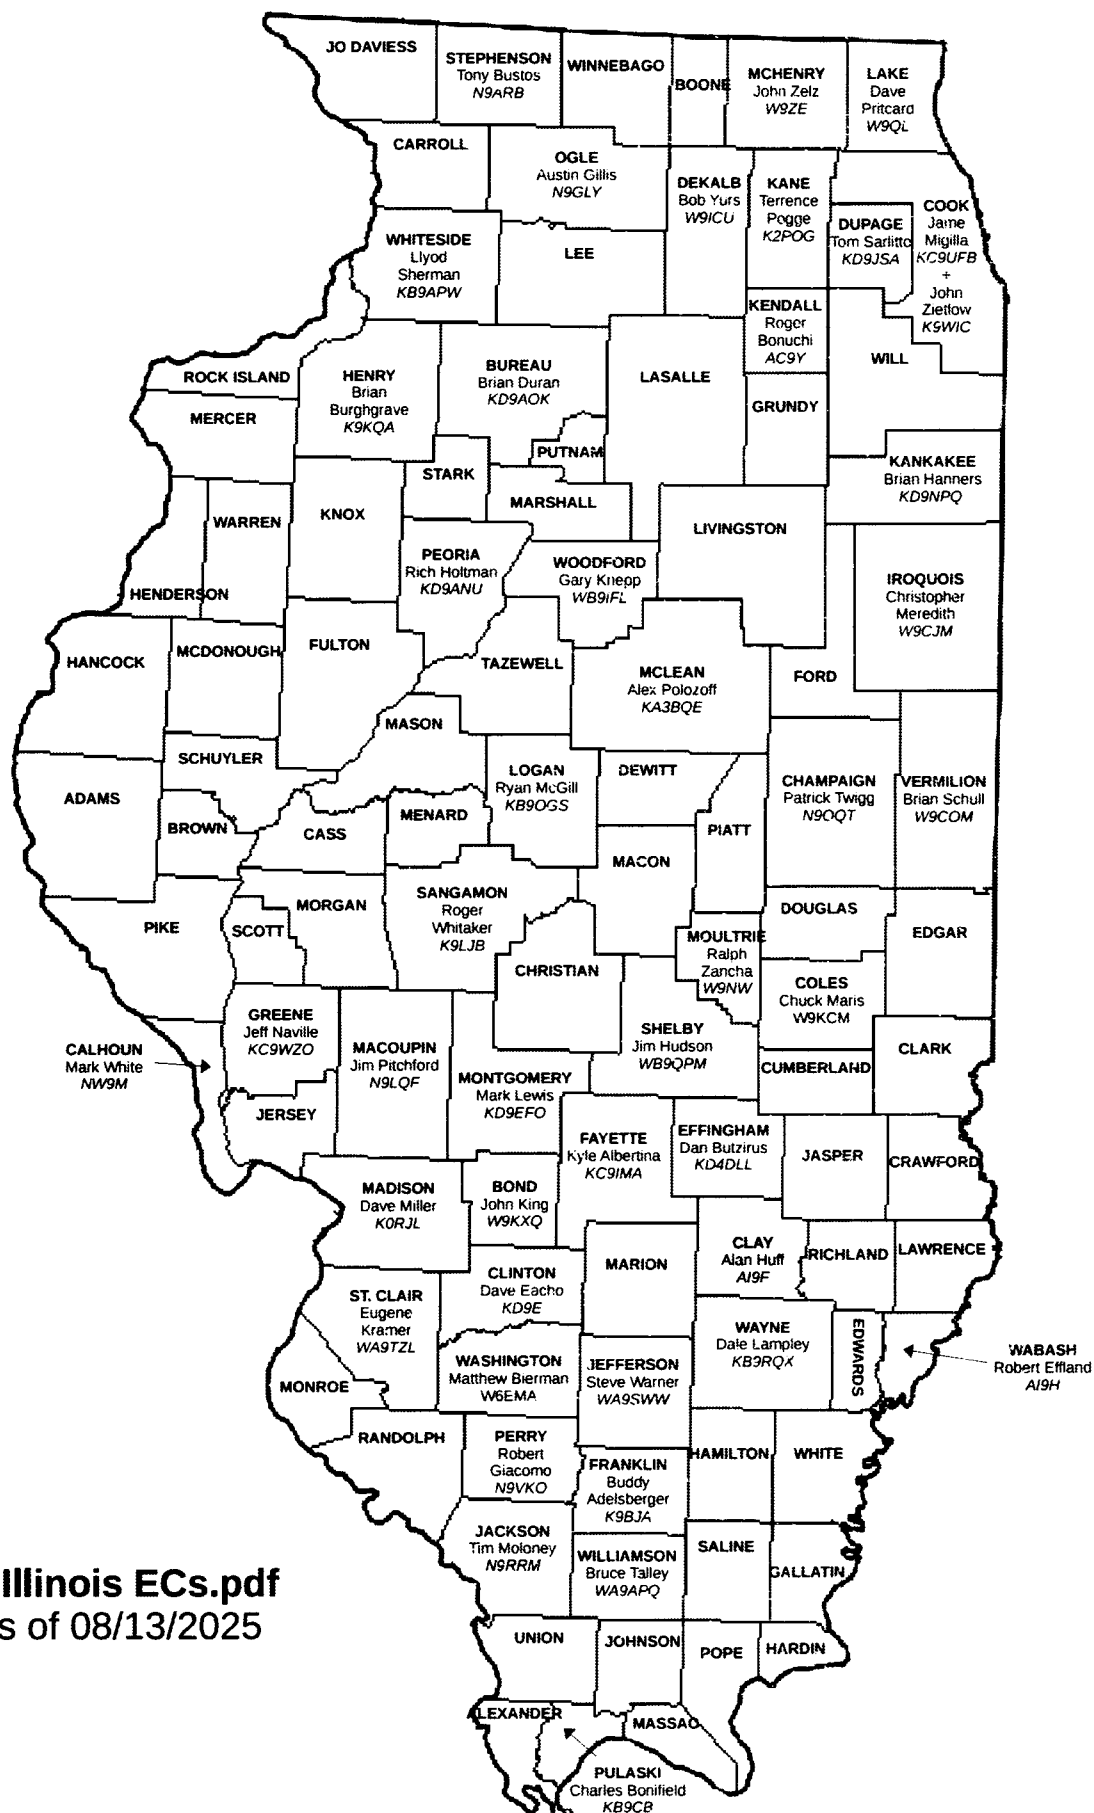 JO DAVIESS
STEPHENSON
Tony Bustos
N9ARB
WINNEBAGO
BOONE
MCHENRY
John Zelz
W9ZE
LAKE
Dave
Pritcard
W9QL
CARROLL
OGLE
Austin Gillis
N9GLY
DEKALB
Bob Yurs
W9ICU
KANE
Terrence
Pogge
K2POG
DUPAGE
Tom Sarlitto
KD9JSA
COOK
Jame
Migilla
KC9UFB
+
John
Zietlow
K9WIC
WHITESIDE
Llyod
Sherman
KB9APW
LEE
KENDALL
Roger
Bonuchi
AC9Y
WILL
ROCK ISLAND
HENRY
Brian
Burghgrave
K9KQA
BUREAU
Brian Duran
KD9AOK
LASALLE
GRUNDY
MERCER
PUTNAM
STARK
KANKAKEE
Brian Hanners
KD9NPQ
MARSHALL
WARREN
KNOX
LIVINGSTON
PEORIA
Rich Holtman
KD9ANU
WOODFORD
Gary Knepp
WB9IFL
HENDERSON
IROQUOIS
Christopher
Meredith
W9CJM
HANCOCK
MCDONOUGH
FULTON
TAZEWELL
MCLEAN
Alex Polozoff
KA3BQE
FORD
MASON
SCHUYLER
ADAMS
LOGAN
Ryan McGill
KB9OGS
DEWITT
CHAMPAIGN
Patrick Twigg
N9OQT
VERMILION
Brian Schull
W9COM
BROWN
CASS
MENARD
PIATT
MACON
PIKE
SCOTT
MORGAN
SANGAMON
Roger
Whitaker
K9LJB
DOUGLAS
EDGAR
MOULTRIE
Ralph
Zancha
W9NW
CHRISTIAN
COLES
Chuck Maris
W9KCM
GREENE
Jeff Naville
KC9WZO
SHELBY
Jim Hudson
WB9QPM
CALHOUN
Mark White
NW9M
MACOUPIN
Jim Pitchford
N9LQF
CLARK
CUMBERLAND
MONTGOMERY
Mark Lewis
KD9EFO
JERSEY
FAYETTE
Kyle Albertina
KC9IMA
EFFINGHAM
Dan Butzirus
KD4DLL
JASPER
CRAWFORD
MADISON
Dave Miller
K0RJL
BOND
John King
W9KXQ
CLAY
Alan Huff
AI9F
RICHLAND
LAWRENCE
MARION
CLINTON
Dave Eacho
KD9E
ST. CLAIR
Eugene
Kramer
WA9TZL
WAYNE
Dale Lampley
KB9RQX
EDWARDS
WABASH
Robert Effland
AI9H
WASHINGTON
Matthew Bierman
W6EMA
JEFFERSON
Steve Warner
WA9SWW
MONROE
RANDOLPH
PERRY
Robert
Giacomo
N9VKO
HAMILTON
WHITE
FRANKLIN
Buddy
Adelsberger
K9BJA
JACKSON
Tim Moloney
N9RRM
SALINE
WILLIAMSON
Bruce Talley
WA9APQ
GALLATIN
Illinois ECs.pdf
s of 08/13/2025
UNION
JOHNSON
POPE
HARDIN
ALEXANDER
MASSAC
PULASKI
Charles Bonifield
KB9CB